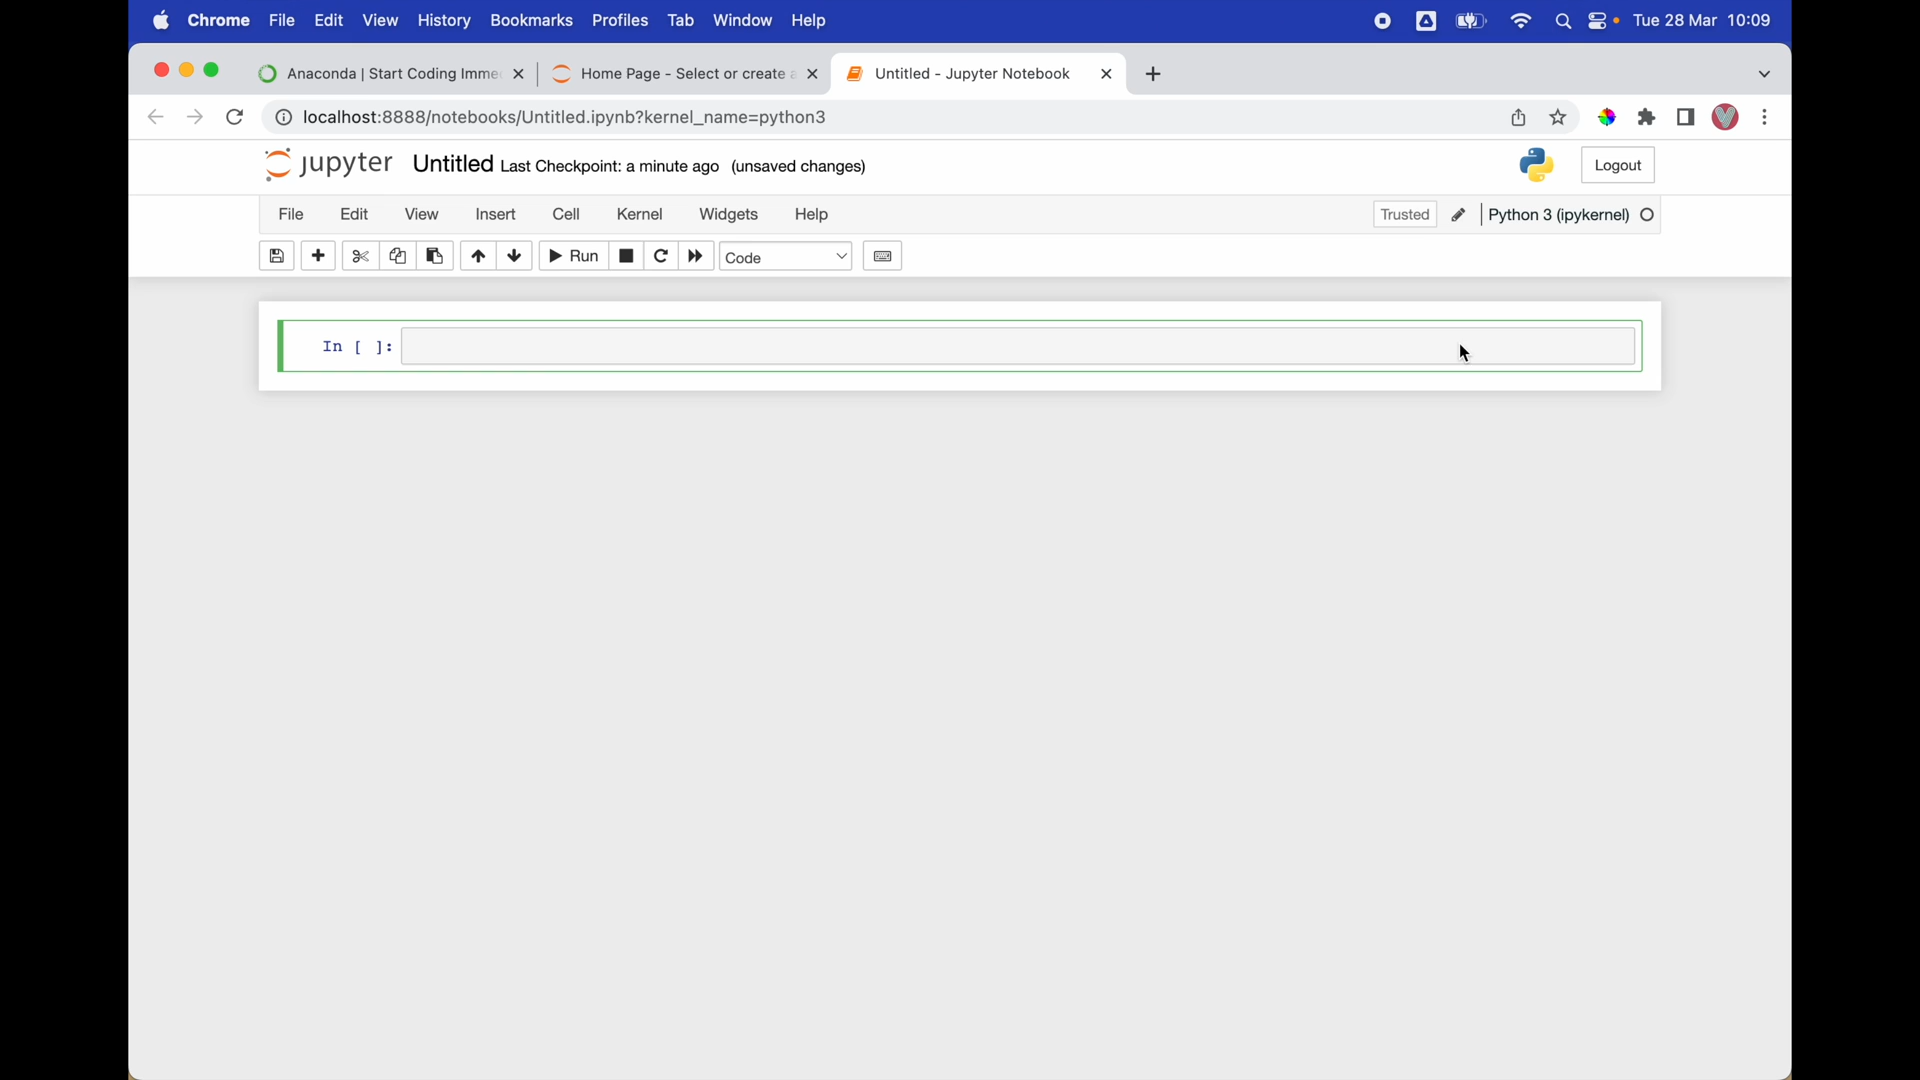 Chrome File Edit View History Bookmarks Profiles Tab Window Help Tue 28 Mar 10:09
Anaconda | Start Coding Imme Home Page - Select or create a Untitled - Jupyter Notebook
localhost:8888/notebooks/Untitled.ipynb?kernel_name=python3
jupyter Untitled Last Checkpoint: a minute ago (unsaved changes) Logout
File Edit View Insert Cell Kernel Widgets Help Trusted Python 3 (ipykernel)
Run Code
In [ ]: